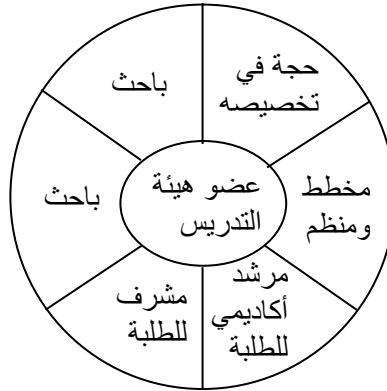 حجة في
تخصيصه
مخطط
ومنظم
مرشد
أكاديمي
للطلبة
مشرف
للطلبة
باحث
باحث
عضو هيئة
التدريس